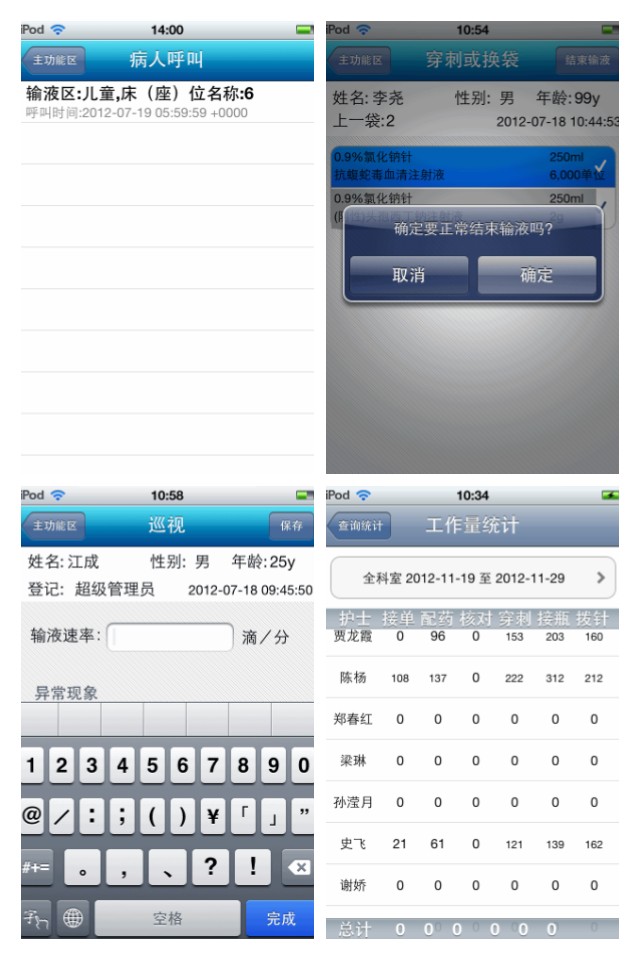 iPod 14:00
主功能区 病人呼叫
输液区:儿童,床（座）位名称:6
呼叫时间:2012-07-19 05:59:59 +0000
iPod 10:54
主功能区 穿刺或换袋 结束输液
姓名: 李尧 性别: 男 年龄: 99y
上一袋:2 2012-07-18 10:44:53
0.9%氯化钠针 250ml
抗蝮蛇毒血清注射液 6,000单位
0.9%氯化钠针 250ml
确定要正常结束输液吗?
取消 确定
iPod 10:58
主功能区 巡视 保存
姓名: 江成 性别: 男 年龄: 25y
登记: 超级管理员 2012-07-18 09:45:50
输液速率: 滴／分
异常现象
1 2 3 4 5 6 7 8 9 0
@ / : ; ( ) ¥ 「 」 ”
#+= 。 , 、 ? ! 
空格 完成
iPod 10:34
查询统计 工作量统计
全科室 2012-11-19 至 2012-11-29
护士 接单 配药 核对 穿刺 接瓶 拨针
贾龙霞 0 96 0 153 203 160
陈杨 108 137 0 222 312 212
郑春红 0 0 0 0 0 0
梁琳 0 0 0 0 0 0
孙滢月 0 0 0 0 0 0
史飞 21 61 0 121 139 162
谢娇 0 0 0 0 0 0
总计 0 0 0 0 0 0